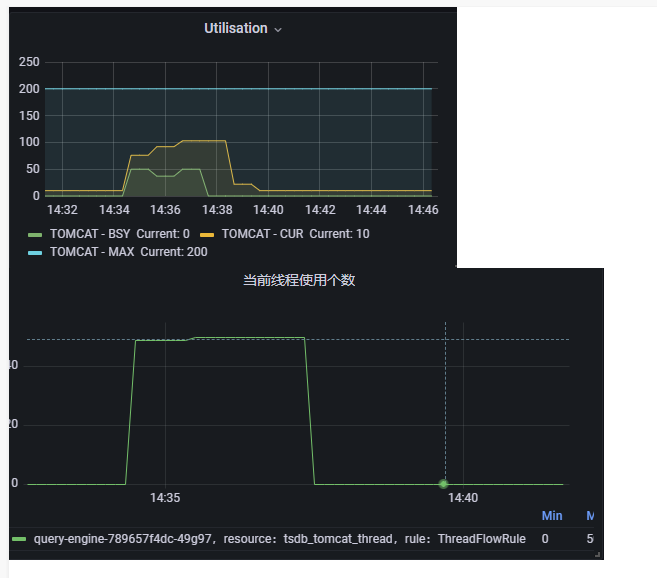 Utilisation
250
200
150
100
50
0
14:32 14:34 14:36 14:38 14:40 14:42 14:44 14:46
TOMCAT - BSY Current: 0 TOMCAT - CUR Current: 10
TOMCAT - MAX Current: 200
当前线程使用个数
0
14:35 14:40
Min
query-engine-789657f4dc-49g97，resource：tsdb_tomcat_thread，rule：ThreadFlowRule 0